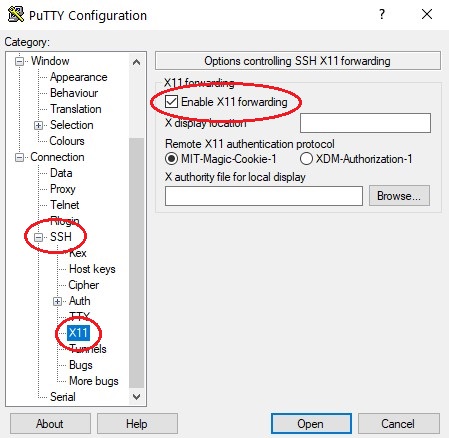 PuTTY Configuration
Category:
Window
Appearance
Behaviour
Translation
Selection
Colours
Connection
Data
Proxy
Telnet
Rlogin
SSH
Kex
Host keys
Cipher
Auth
TTY
X11
Tunnels
Bugs
More bugs
Serial
Options controlling SSH X11 forwarding
X11 forwarding
Enable X11 forwarding
X display location
Remote X11 authentication protocol
MIT-Magic-Cookie-1 XDM-Authorization-1
X authority file for local display
Browse...
About Help Open Cancel